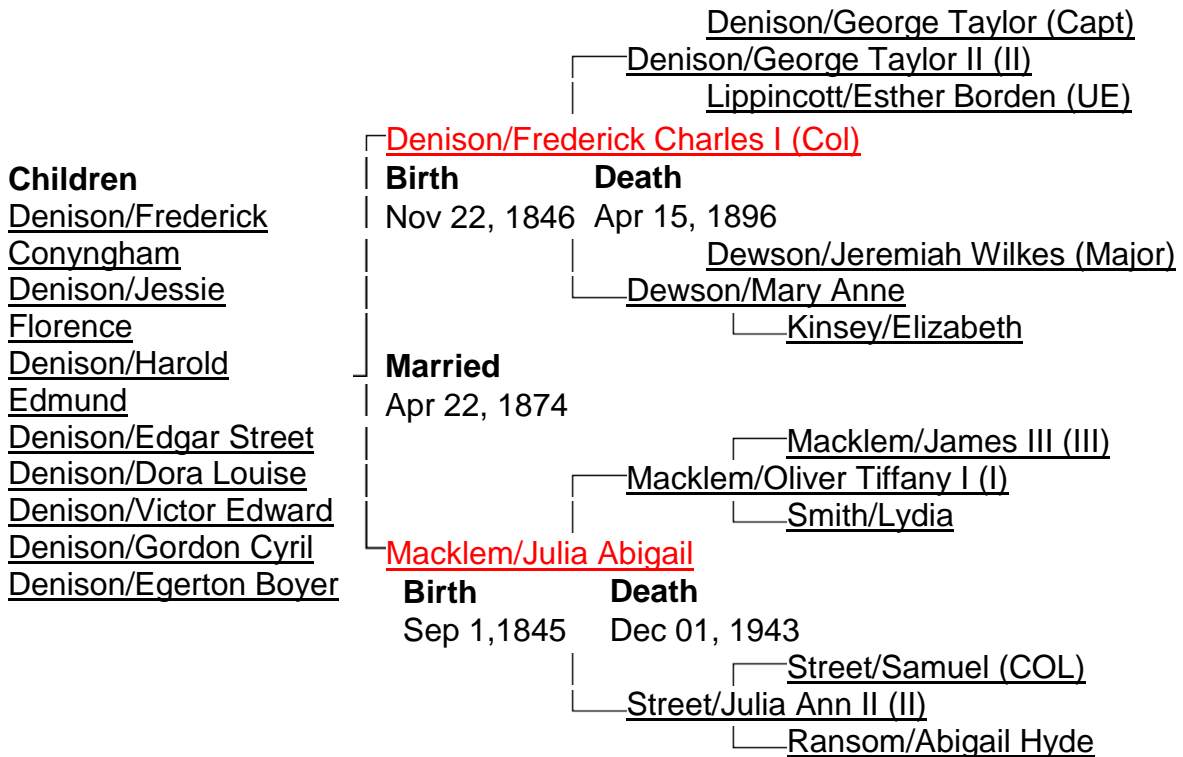 Denison/George Taylor (Capt)
Denison/George Taylor II (II)
Lippincott/Esther Borden (UE)
Denison/Frederick Charles I (Col)
Birth Death
Nov 22, 1846 Apr 15, 1896
Dewson/Jeremiah Wilkes (Major)
Dewson/Mary Anne
Kinsey/Elizabeth
Children
Denison/Frederick
Conyngham
Denison/Jessie
Florence
Denison/Harold
Edmund
Denison/Edgar Street
Denison/Dora Louise
Denison/Victor Edward
Denison/Gordon Cyril
Denison/Egerton Boyer
Married
Apr 22, 1874
Macklem/James III (III)
Macklem/Oliver Tiffany I (I)
Smith/Lydia
Macklem/Julia Abigail
Birth Death
Sep 1,1845 Dec 01, 1943
Street/Samuel (COL)
Street/Julia Ann II (II)
Ransom/Abigail Hyde